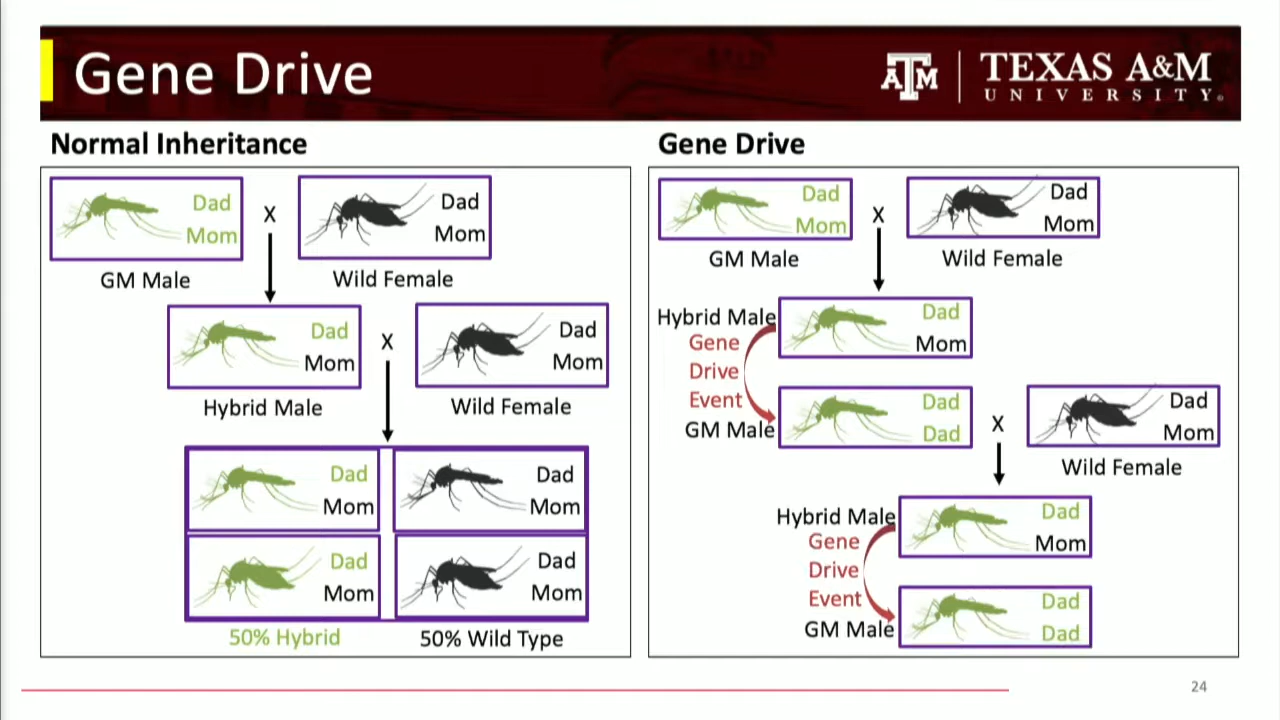 Gene Drive
ĀTM
TEXAS A&M
UNIVERSITY®
Normal Inheritance
Dad
Mom
X
Dad
Mom
GM Male
Wild Female
Dad
Mom
X
Dad
Mom
Hybrid Male
Wild Female
Dad
Mom
Dad
Mom
Dad
Mom
Dad
Mom
50% Hybrid
50% Wild Type
Gene Drive
Dad
Mom
X
Dad
Mom
GM Male
Wild Female
Hybrid Male
Dad
Mom
Gene
Drive
Event
GM Male
Dad
Dad
X
Dad
Mom
Wild Female
Hybrid Male
Dad
Mom
Gene
Drive
Event
GM Male
Dad
Dad
24